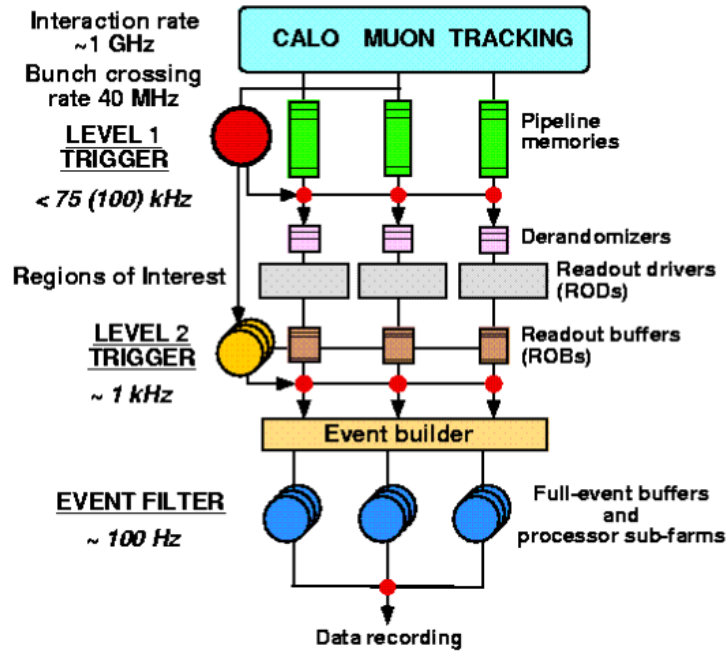 Interaction rate
~1 GHz
CALO MUON TRACKING
Bunch crossing
rate 40 MHz
Pipeline
memories
LEVEL 1
TRIGGER
< 75 (100) kHz
Derandomizers
Regions of Interest
Readout drivers
(RODs)
LEVEL 2
TRIGGER
~ 1 kHz
Readout buffers
(ROBs)
Event builder
EVENT FILTER
~ 100 Hz
Full-event buffers
and
processor sub-farms
Data recording